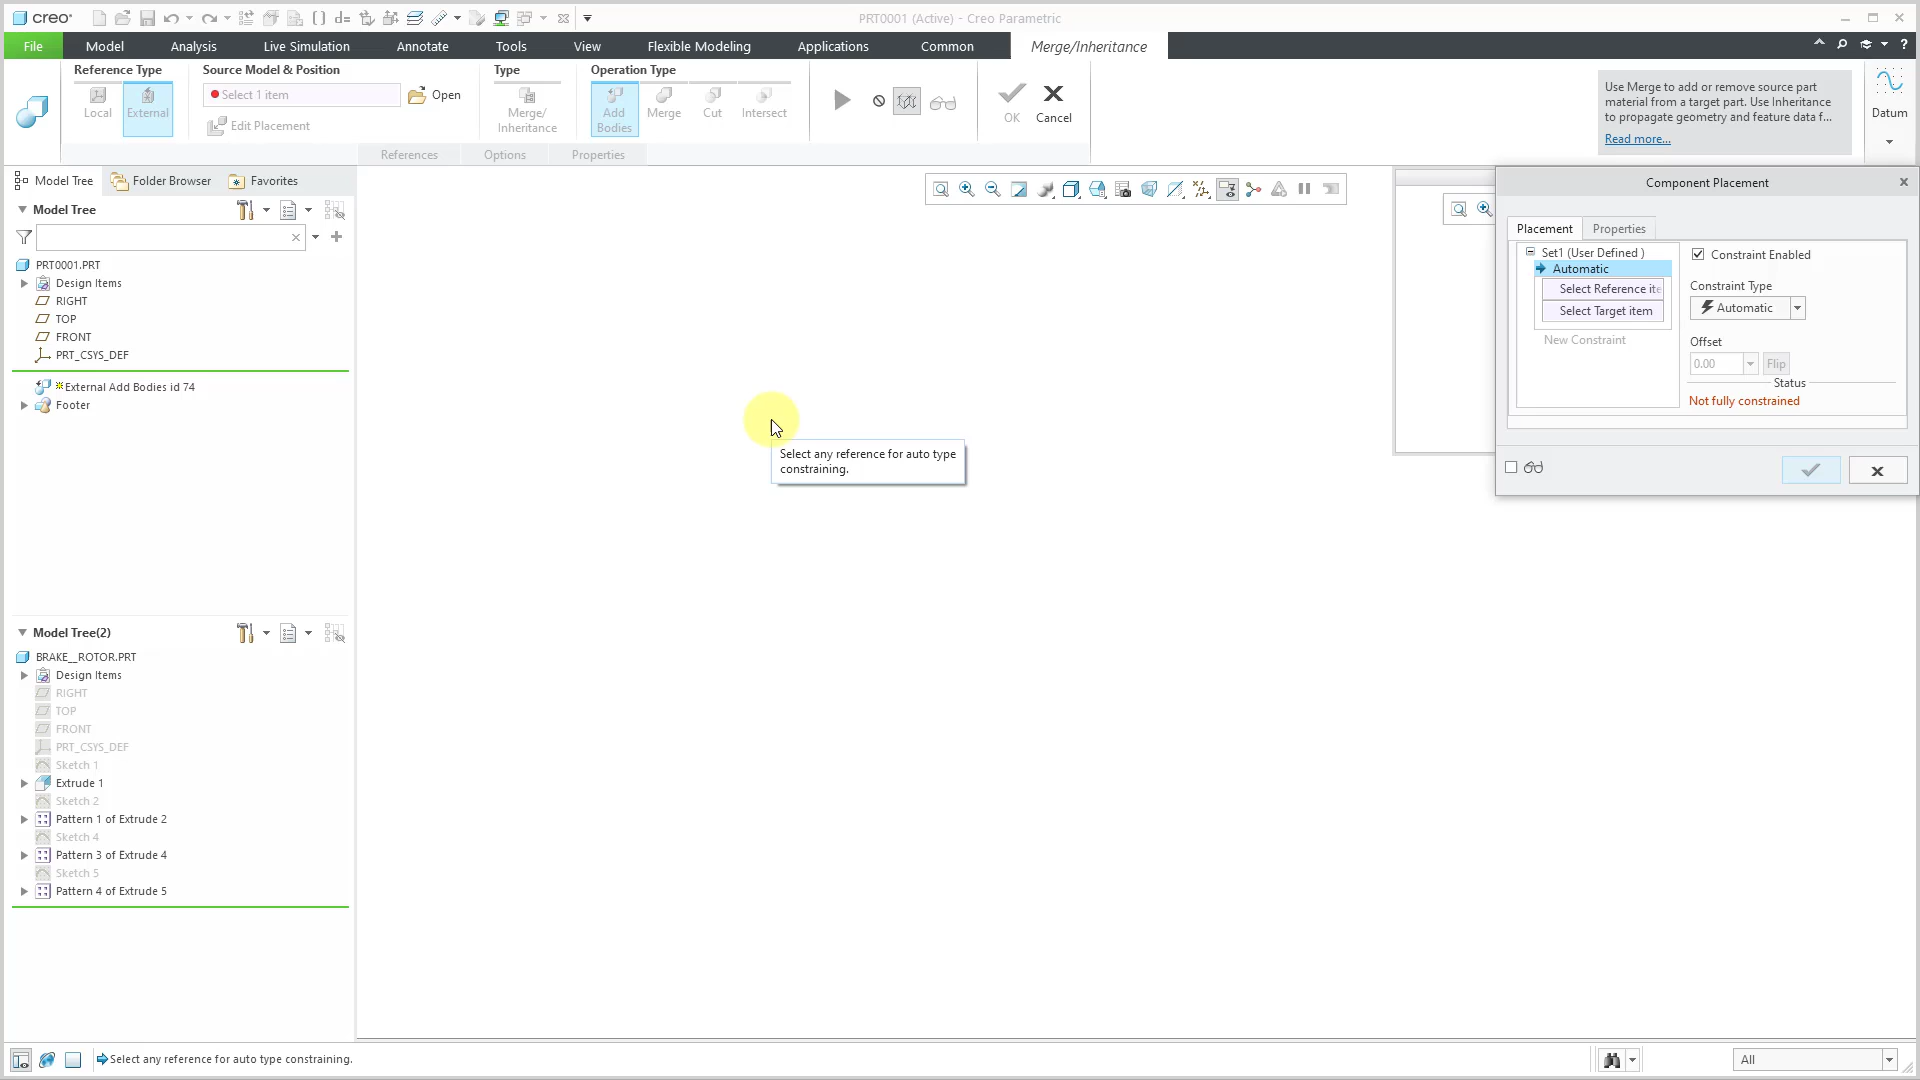 creo
PRT0001 (Active) - Creo Parametric
File
Model
Analysis
Live Simulation
Annotate
Tools
View
Flexible Modeling
Applications
Common
Merge/Inheritance
Reference Type
Local
External
Source Model & Position
Select 1 item
Open
Edit Placement
Type
Merge/
Inheritance
Operation Type
Add
Bodies
Merge
Cut
Intersect
OK
Cancel
References
Options
Properties
Use Merge to add or remove source part
material from a target part. Use Inheritance
to propagate geometry and feature data f...
Read more...
Datum
Model Tree
Folder Browser
Favorites
Model Tree
PRT0001.PRT
Design Items
RIGHT
TOP
FRONT
PRT_CSYS_DEF
External Add Bodies id 74
Footer
Model Tree(2)
BRAKE__ROTOR.PRT
Design Items
RIGHT
TOP
FRONT
PRT_CSYS_DEF
Sketch 1
Extrude 1
Sketch 2
Pattern 1 of Extrude 2
Sketch 4
Pattern 3 of Extrude 4
Sketch 5
Pattern 4 of Extrude 5
Select any reference for auto type
constraining.
Component Placement
Placement
Properties
Set1 (User Defined )
Automatic
Select Reference ite
Select Target item
New Constraint
Constraint Enabled
Constraint Type
Automatic
Offset
0.00
Flip
Status
Not fully constrained
Select any reference for auto type constraining.
All